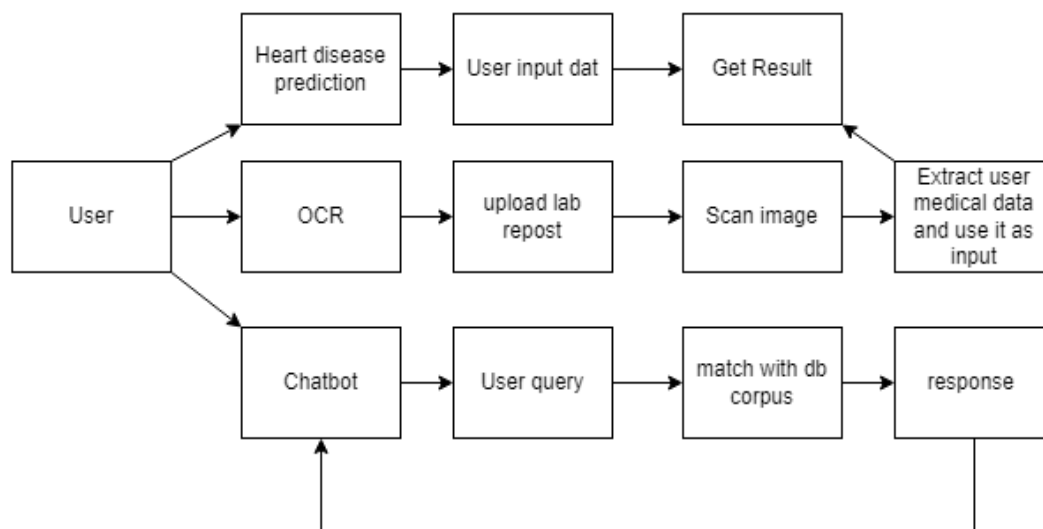 Heart disease
prediction
User input dat
Get Result
User
OCR
upload lab
repost
Scan image
Extract user
medical data
and use it as
input
Chatbot
User query
match with db
corpus
response